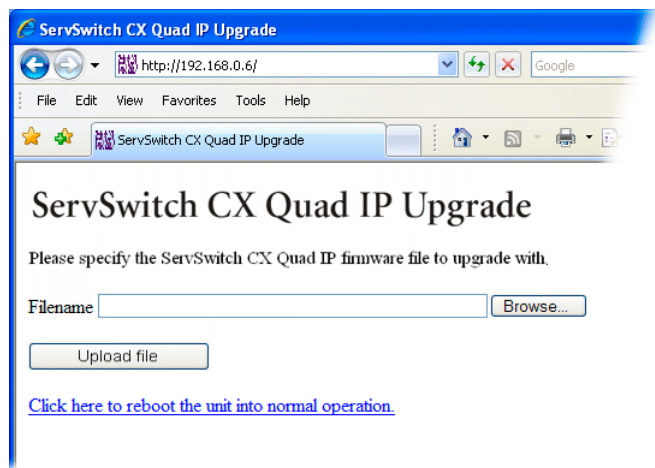 ServSwitch CX Quad IP Upgrade
http://192.168.0.6/
Google
File Edit View Favorites Tools Help
ServSwitch CX Quad IP Upgrade
ServSwitch CX Quad IP Upgrade
Please specify the ServSwitch CX Quad IP firmware file to upgrade with.
Filename Browse...
Upload file
Click here to reboot the unit into normal operation.